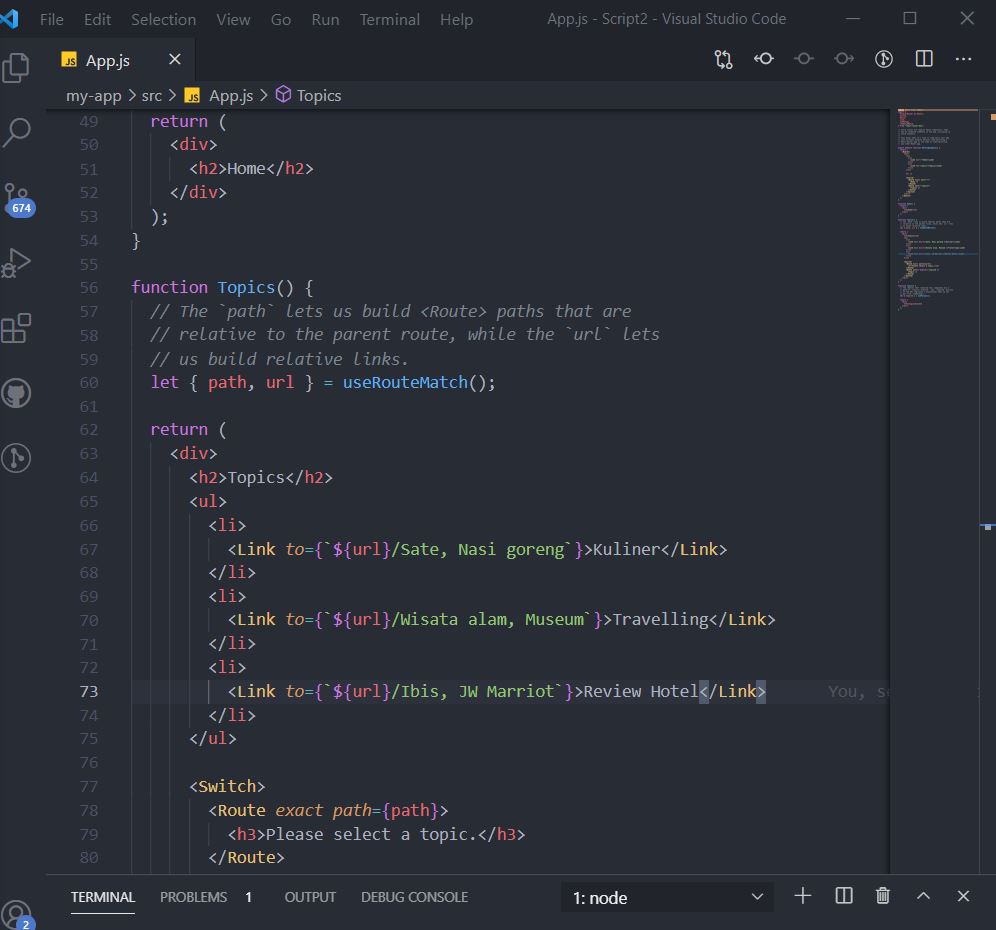 File Edit Selection View Go Run Terminal Help App.js - Script2 - Visual Studio Code
JS App.js
my-app > src > JS App.js > Topics
49 return (
50 <div>
51 <h2>Home</h2>
52 </div>
53 );
54 }
55
56 function Topics() {
57 // The `path` lets us build <Route> paths that are
58 // relative to the parent route, while the `url` lets
59 // us build relative links.
60 let { path, url } = useRouteMatch();
61
62 return (
63 <div>
64 <h2>Topics</h2>
65 <ul>
66 <li>
67 <Link to={`${url}/Sate, Nasi goreng`}>Kuliner</Link>
68 </li>
69 <li>
70 <Link to={`${url}/Wisata alam, Museum`}>Travelling</Link>
71 </li>
72 <li>
73 <Link to={`${url}/Ibis, JW Marriot`}>Review Hotel</Link> You,
74 </li>
75 </ul>
76
77 <Switch>
78 <Route exact path={path}>
79 <h3>Please select a topic.</h3>
80 </Route>
674
2
TERMINAL PROBLEMS 1 OUTPUT DEBUG CONSOLE 1: node